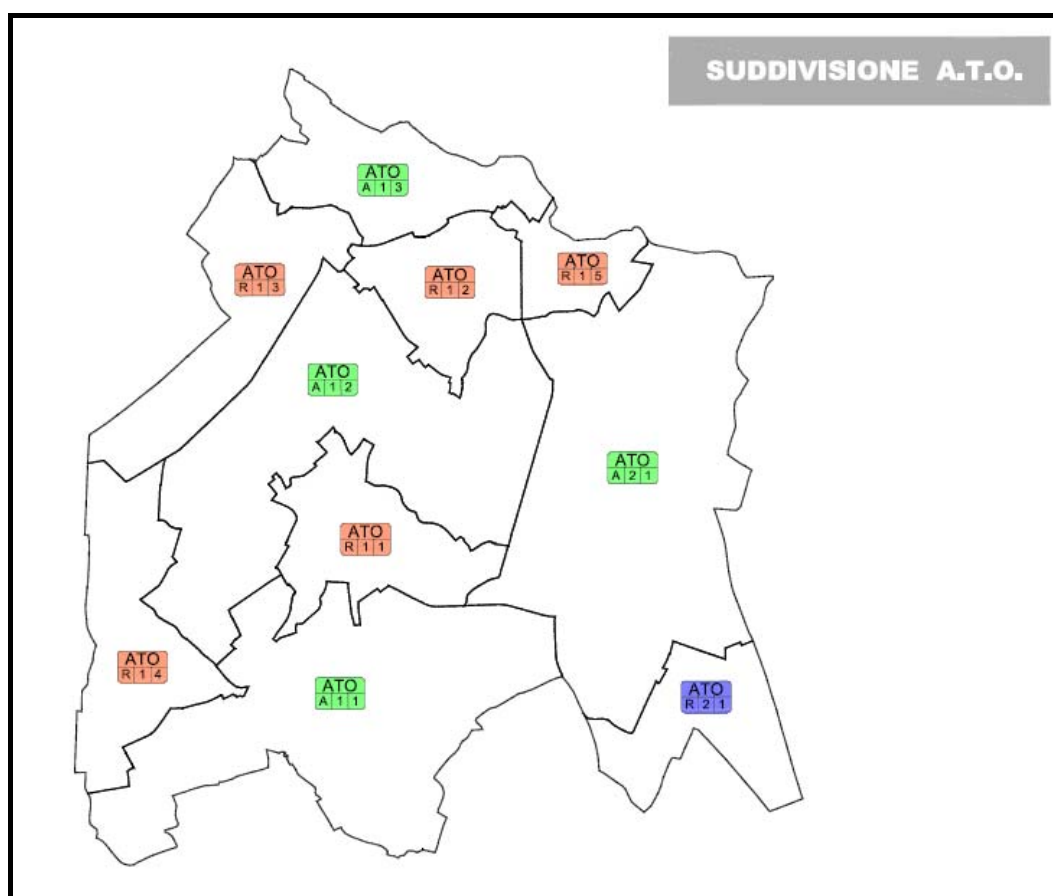 SUDDIVISIONE A.T.O.
ATO
A 1 3
ATO
R 1 3
ATO
R 1 2
ATO
R 1 5
ATO
A 1 2
ATO
A 2 1
ATO
R 1 1
ATO
R 1 4
ATO
A 1 1
ATO
R 2 1